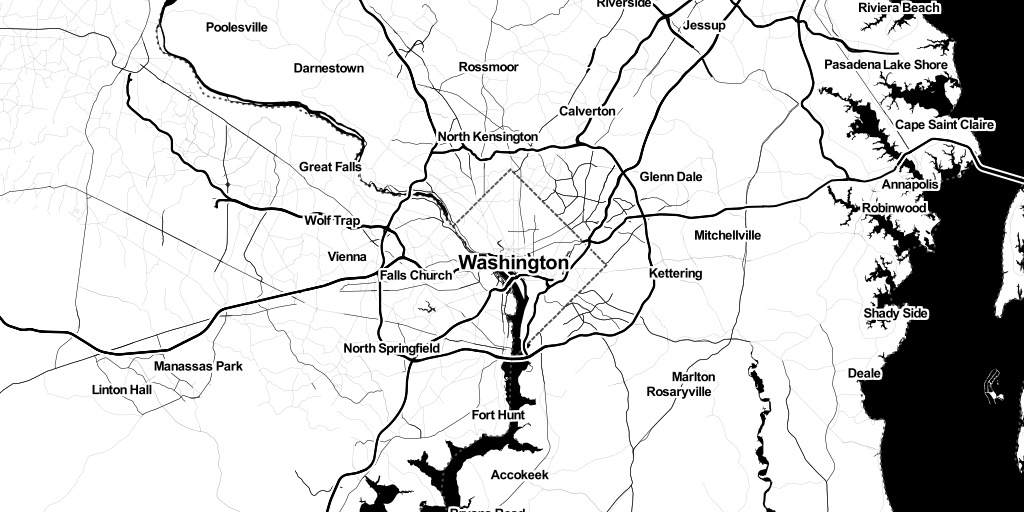 Riverside
Riviera Beach
Poolesville
Jessup
Darnestown
Rossmoor
Pasadena
Lake Shore
Calverton
Cape Saint Claire
North Kensington
Great Falls
Glenn Dale
Annapolis
Robinwood
Wolf Trap
Mitchellville
Vienna
Washington
Falls Church
Kettering
Shady Side
North Springfield
Manassas Park
Deale
Marlton
Linton Hall
Rosaryville
Fort Hunt
Accokeek